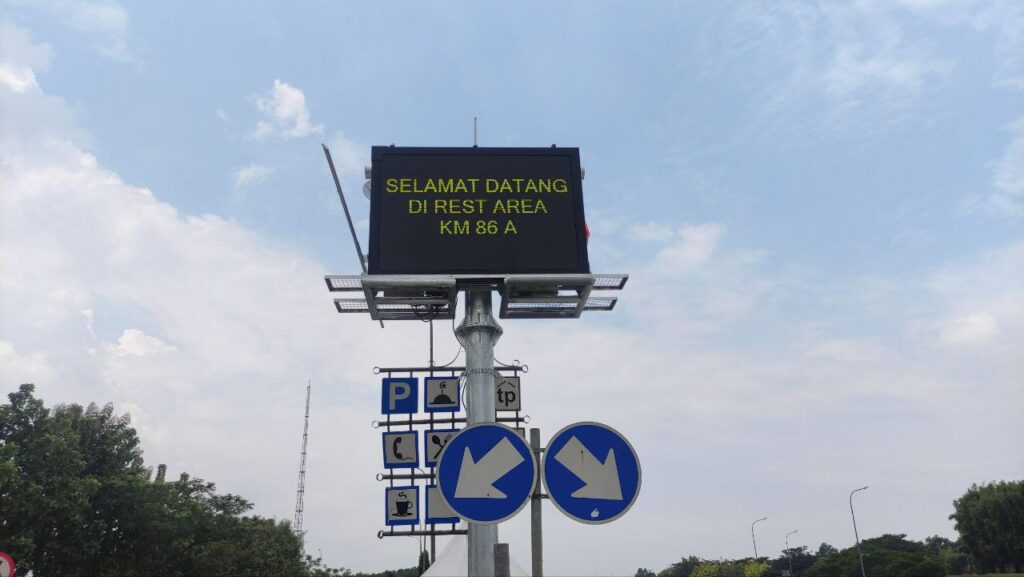 SELAMAT DATANG
DI REST AREA
KM 86 A
P
tp